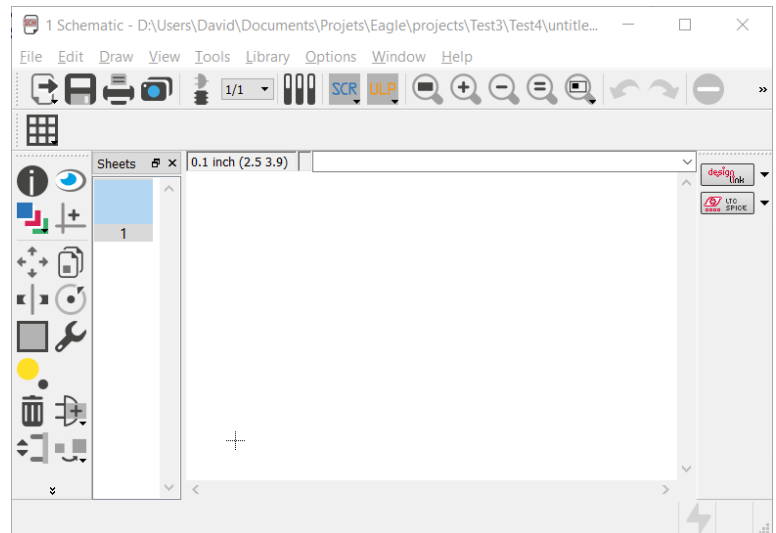 SCH 1 Schematic - D:\Users\David\Documents\Projets\Eagle\projects\Test3\Test4\untitle...
File Edit Draw View Tools Library Options Window Help
1/1 SCR ULP »
Sheets
0.1 inch (2.5 3.9)
design link
LTC SPICE
1